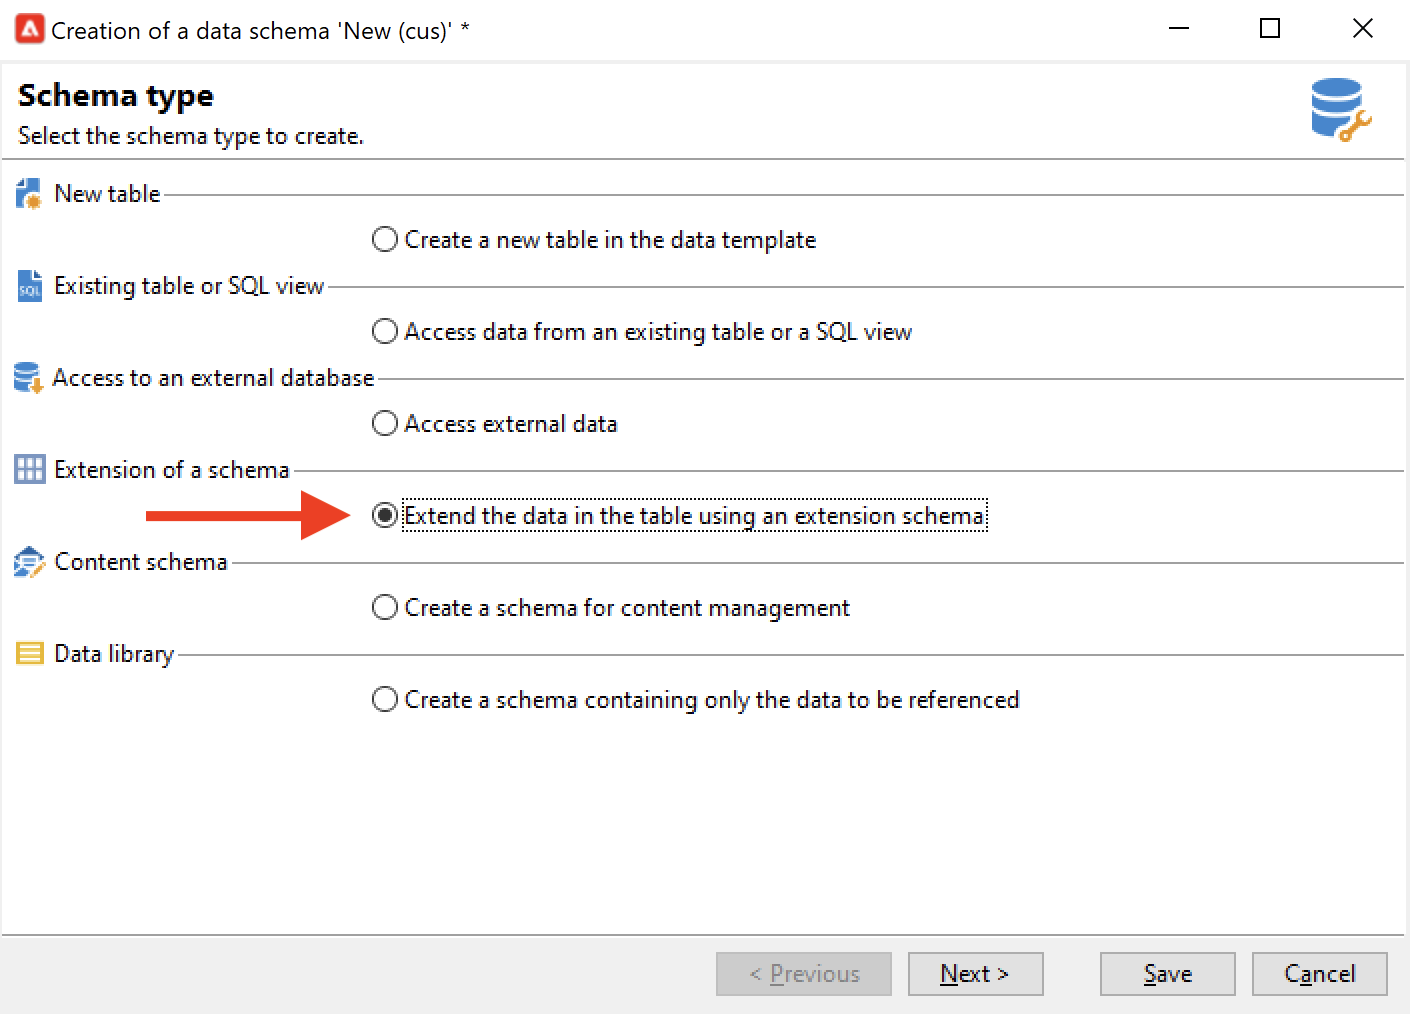 Creation of a data schema 'New (cus)' *
Schema type
Select the schema type to create.
New table
Create a new table in the data template
Existing table or SQL view
SQL
Access data from an existing table or a SQL view
Access to an external database
Access external data
Extension of a schema
Extend the data in the table using an extension schema
Content schema
Create a schema for content management
Data library
Create a schema containing only the data to be referenced
< Previous
Next >
Save
Cancel